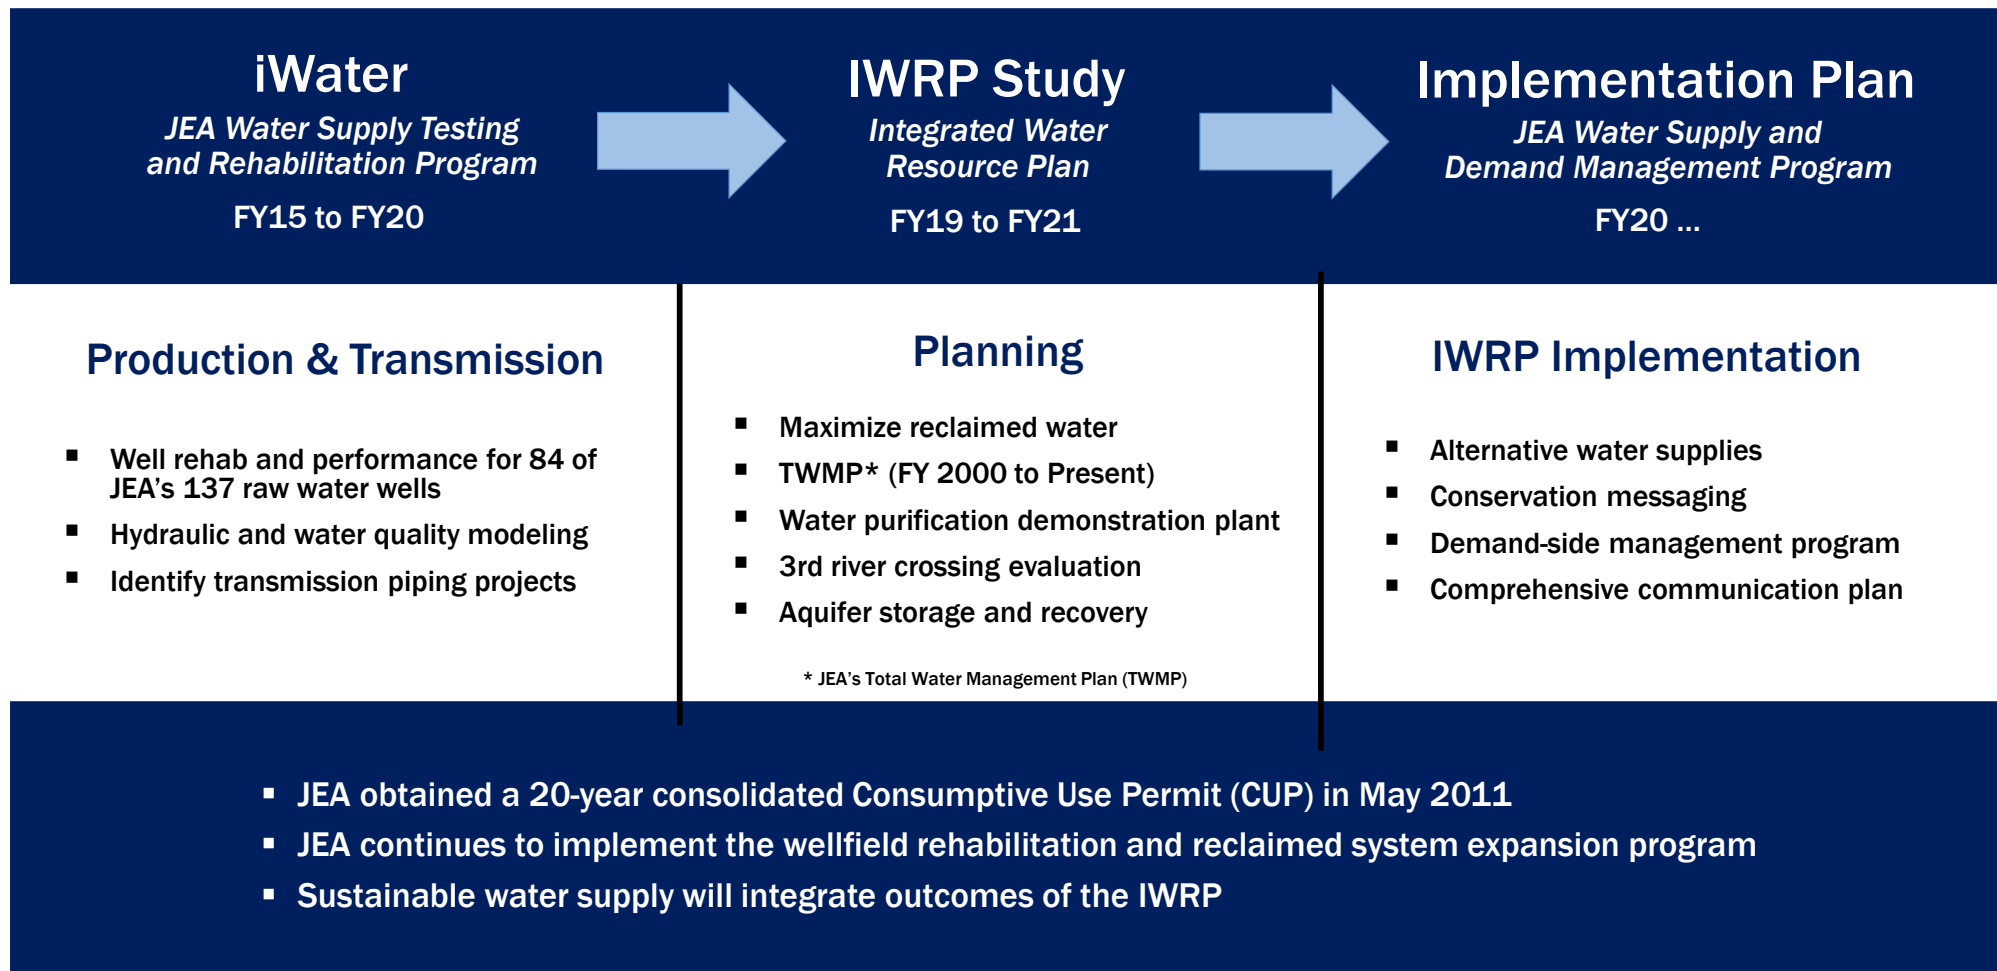 iWater
JEA Water Supply Testing
and Rehabilitation Program
FY15 to FY20
IWRP Study
Integrated Water
Resource Plan
FY19 to FY21
Implementation Plan
JEA Water Supply and
Demand Management Program
FY20 ...
Production & Transmission
▪ Well rehab and performance for 84 of
JEA’s 137 raw water wells
▪ Hydraulic and water quality modeling
▪ Identify transmission piping projects
Planning
▪ Maximize reclaimed water
▪ TWMP* (FY 2000 to Present)
▪ Water purification demonstration plant
▪ 3rd river crossing evaluation
▪ Aquifer storage and recovery
* JEA’s Total Water Management Plan (TWMP)
IWRP Implementation
▪ Alternative water supplies
▪ Conservation messaging
▪ Demand-side management program
▪ Comprehensive communication plan
▪ JEA obtained a 20-year consolidated Consumptive Use Permit (CUP) in May 2011
▪ JEA continues to implement the wellfield rehabilitation and reclaimed system expansion program
▪ Sustainable water supply will integrate outcomes of the IWRP